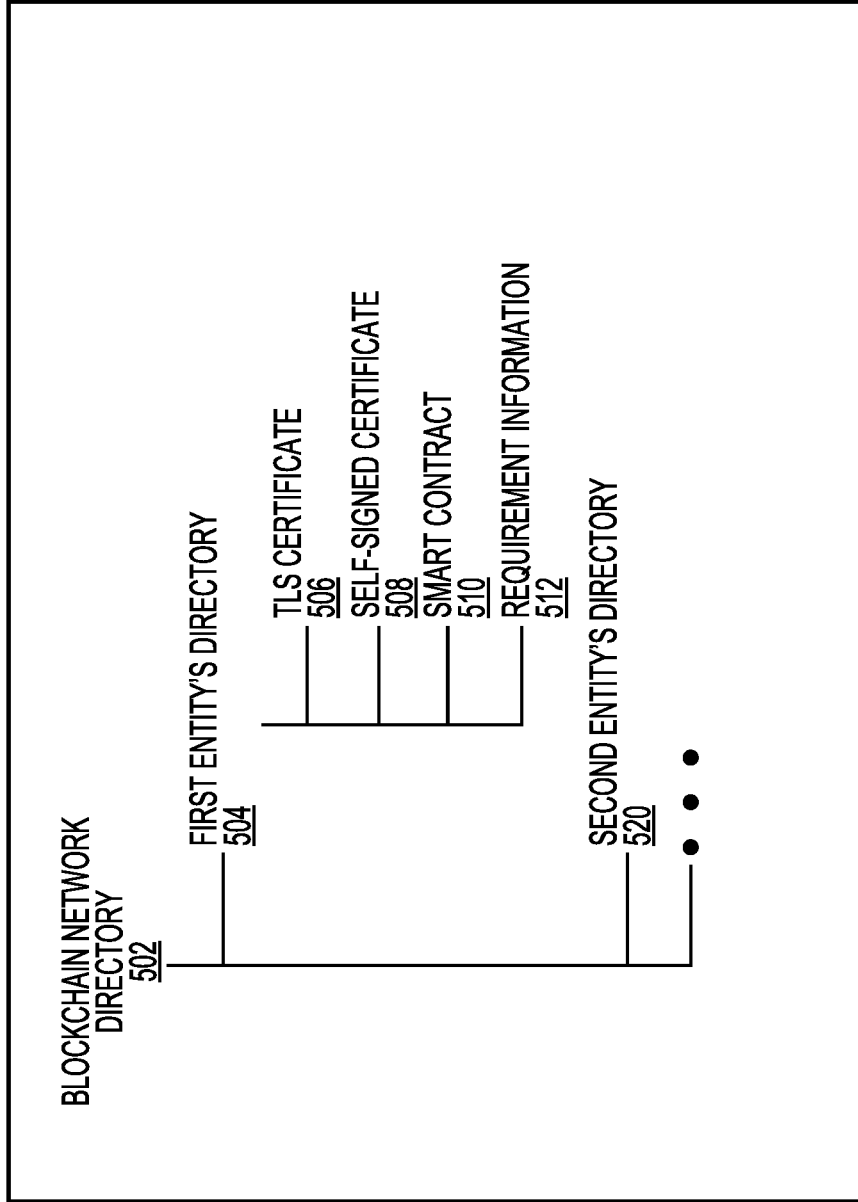 BLOCKCHAIN NETWORK
DIRECTORY
502
FIRST ENTITY'S DIRECTORY
504
TLS CERTIFICATE
506
SELF-SIGNED CERTIFICATE
508
SMART CONTRACT
510
REQUIREMENT INFORMATION
512
SECOND ENTITY'S DIRECTORY
520